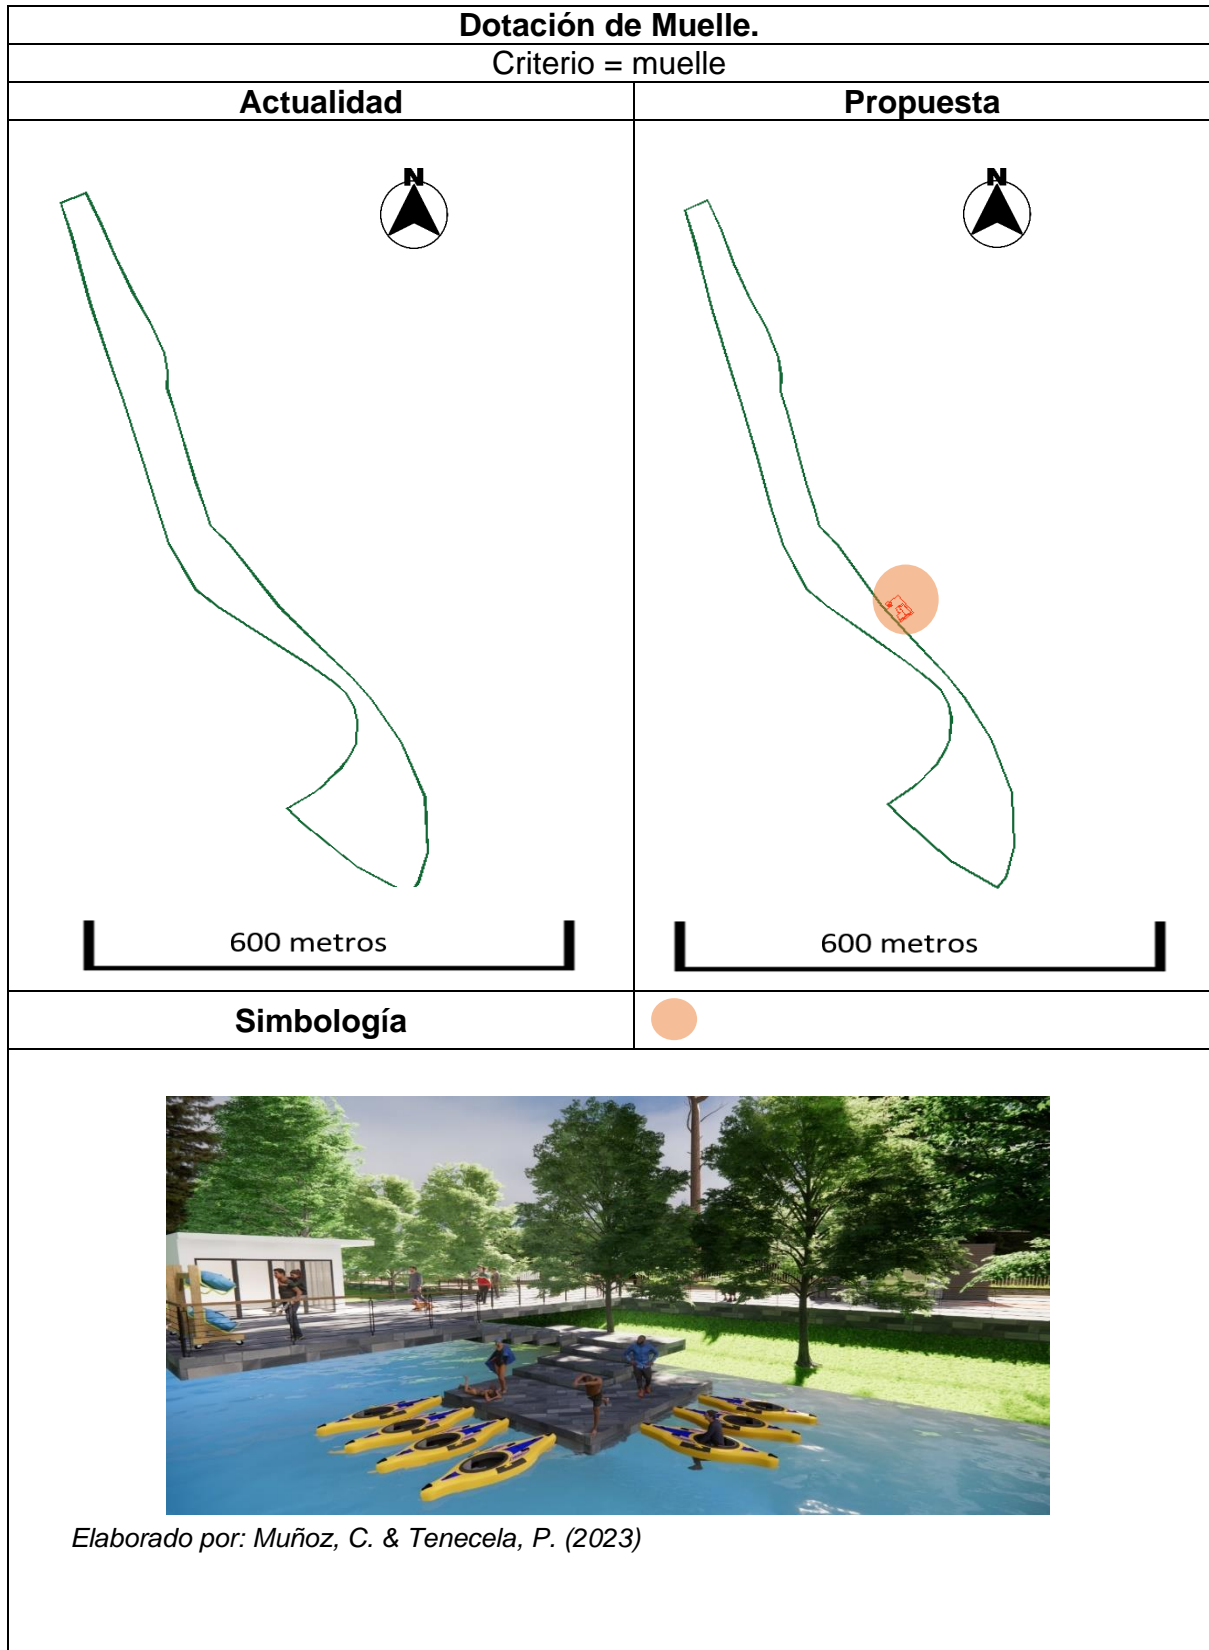 Dotación de Muelle.
Criterio = muelle
Actualidad
Propuesta
N
N
600 metros
600 metros
Simbología
Elaborado por: Muñoz, C. & Tenecela, P. (2023)